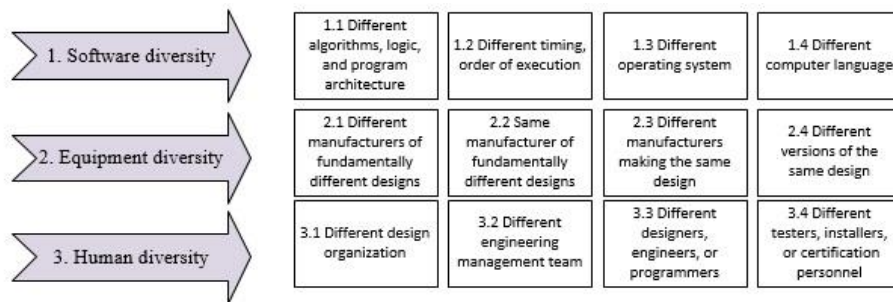 1. Software diversity
1.1 Different
algorithms, logic,
and program
architecture
1.2 Different timing,
order of execution
1.3 Different
operating system
1.4 Different
computer language
2. Equipment diversity
2.1 Different
manufacturers of
fundamentally
different designs
2.2 Same
manufacturer of
fundamentally
different designs
2.3 Different
manufacturers
making the same
design
2.4 Different
versions of the
same design
3. Human diversity
3.1 Different design
organization
3.2 Different
engineering
management team
3.3 Different
designers,
engineers, or
programmers
3.4 Different
testers, installers,
or certification
personnel